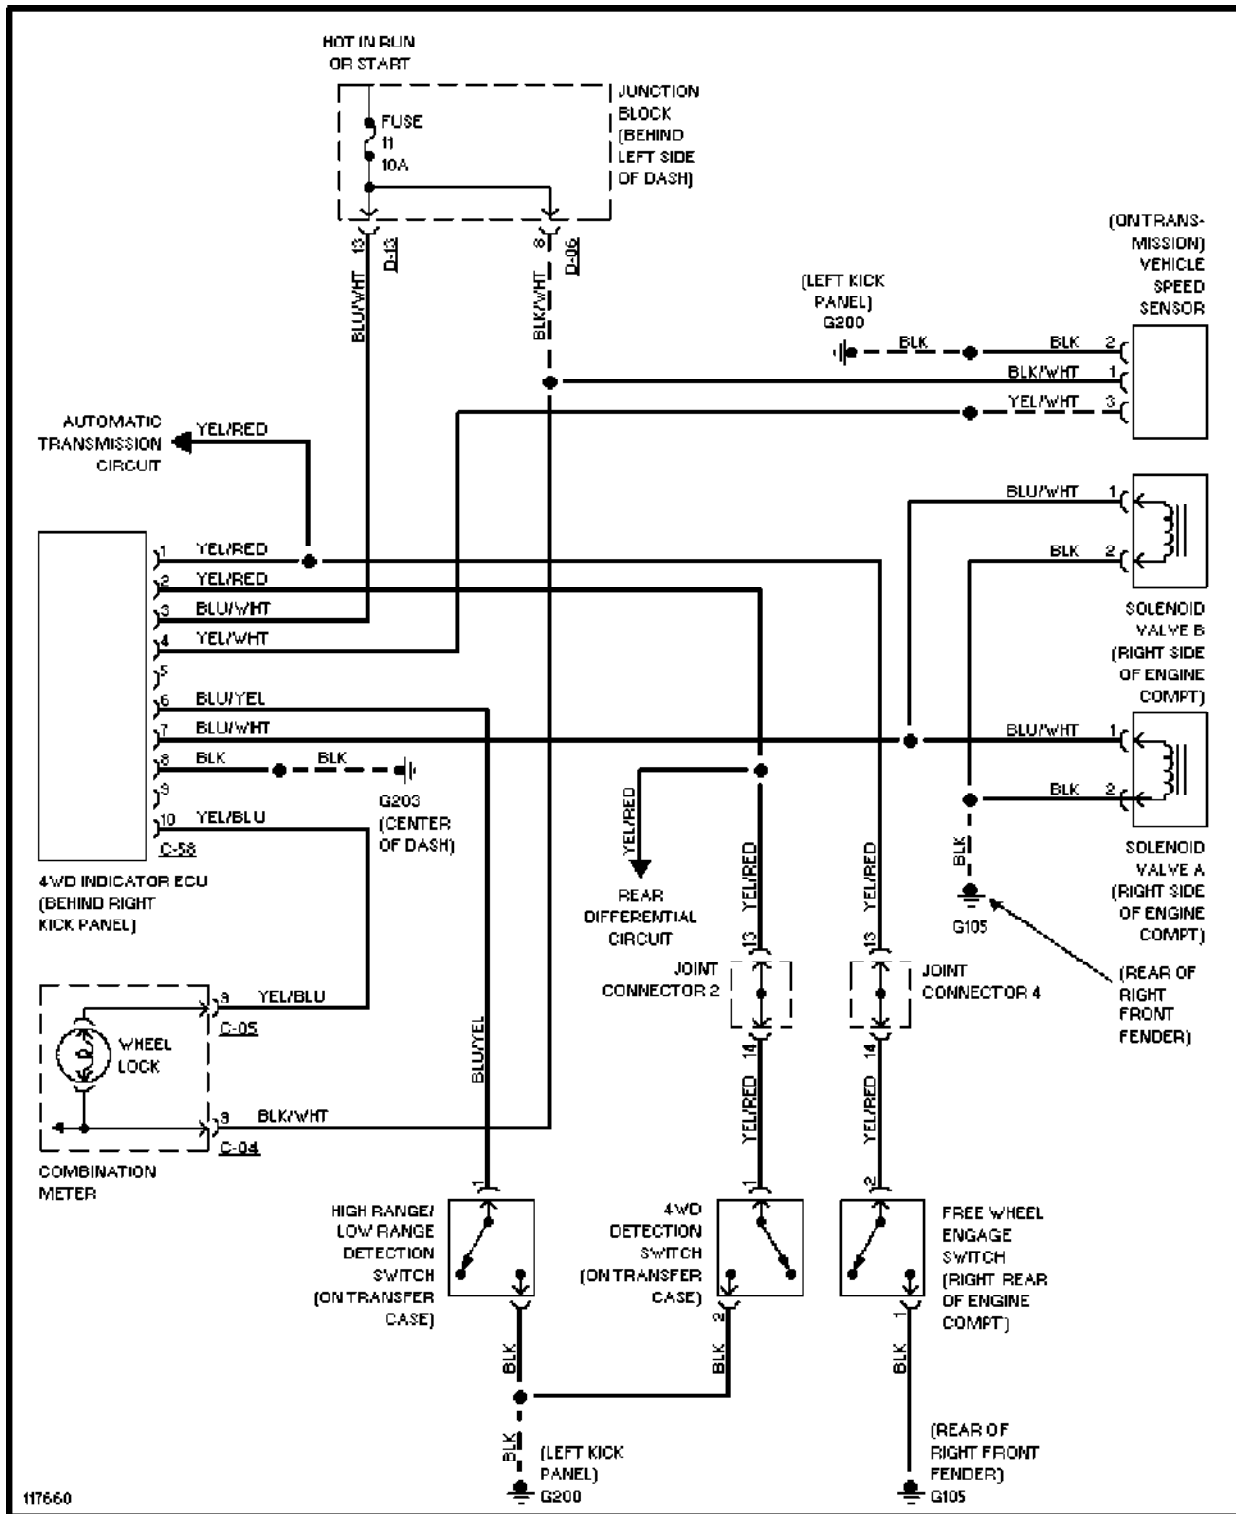 HOT IN RUN
OR START
JUNCTION
BLOCK
(BEHIND
LEFT SIDE
OF DASH)
FUSE
11
10A
13
D-13
8
D-06
BLU/WHT
BLK/WHT
(ON TRANS-
MISSION)
VEHICLE
SPEED
SENSOR
(LEFT KICK
PANEL)
G200
BLK
BLK 2
BLK/WHT 1
YEL/WHT 3
AUTOMATIC
TRANSMISSION
CIRCUIT
YEL/RED
BLU/WHT 1
BLK 2
SOLENOID
VALVE B
(RIGHT SIDE
OF ENGINE
COMPT)
1 YEL/RED
2 YEL/RED
3 BLU/WHT
4 YEL/WHT
5
6 BLU/YEL
7 BLU/WHT
8 BLK
BLK
9
10 YEL/BLU
C-58
4WD INDICATOR ECU
(BEHIND RIGHT
KICK PANEL)
G203
(CENTER
OF DASH)
BLU/WHT 1
BLK 2
SOLENOID
VALVE A
(RIGHT SIDE
OF ENGINE
COMPT)
BLK
G105
(REAR OF
RIGHT
FRONT
FENDER)
YEL/RED
REAR
DIFFERENTIAL
CIRCUIT
YEL/RED
YEL/RED
13
13
JOINT
CONNECTOR 2
JOINT
CONNECTOR 4
14
14
YEL/RED
YEL/RED
9 YEL/BLU
C-05
WHEEL
LOCK
BLU/YEL
BLK/WHT
C-04
COMBINATION
METER
1
1
2
HIGH RANGE/
LOW RANGE
DETECTION
SWITCH
(ON TRANSFER
CASE)
4WD
DETECTION
SWITCH
(ON TRANSFER
CASE)
FREE WHEEL
ENGAGE
SWITCH
(RIGHT REAR
OF ENGINE
COMPT)
2
1
BLK
BLK
BLK
BLK
(LEFT KICK
PANEL)
G200
(REAR OF
RIGHT FRONT
FENDER)
G105
117660